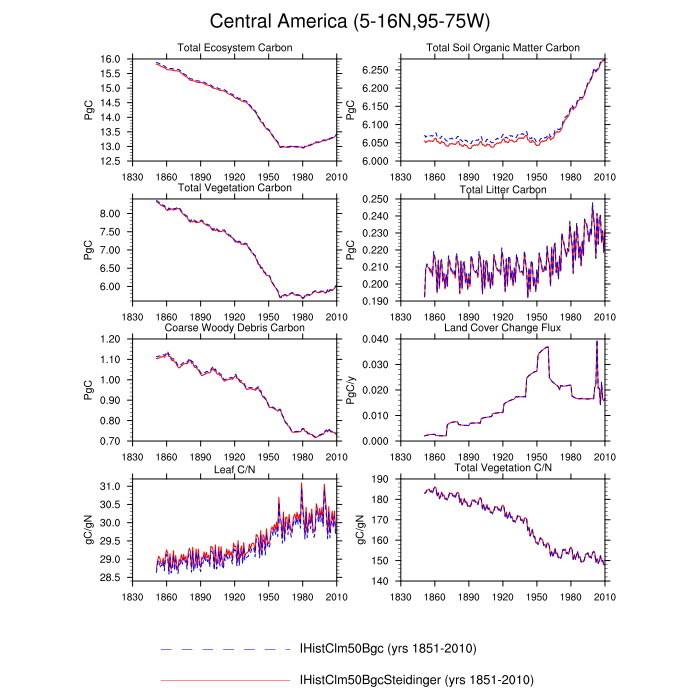 Central America (5-16N,95-75W)
Total Ecosystem Carbon
PgC
16.0
15.5
15.0
14.5
14.0
13.5
13.0
12.5
1830 1860 1890 1920 1950 1980 2010
Total Soil Organic Matter Carbon
PgC
6.250
6.200
6.150
6.100
6.050
6.000
1830 1860 1890 1920 1950 1980 2010
Total Vegetation Carbon
PgC
8.00
7.50
7.00
6.50
6.00
1830 1860 1890 1920 1950 1980 2010
Total Litter Carbon
PgC
0.250
0.240
0.230
0.220
0.210
0.200
0.190
1830 1860 1890 1920 1950 1980 2010
Coarse Woody Debris Carbon
PgC
1.20
1.10
1.00
0.90
0.80
0.70
1830 1860 1890 1920 1950 1980 2010
Land Cover Change Flux
PgC/y
0.040
0.030
0.020
0.010
0.000
1830 1860 1890 1920 1950 1980 2010
Leaf C/N
gC/gN
31.0
30.5
30.0
29.5
29.0
28.5
1830 1860 1890 1920 1950 1980 2010
Total Vegetation C/N
gC/gN
190
180
170
160
150
140
1830 1860 1890 1920 1950 1980 2010
IHistClm50Bgc (yrs 1851-2010)
IHistClm50BgcSteidinger (yrs 1851-2010)